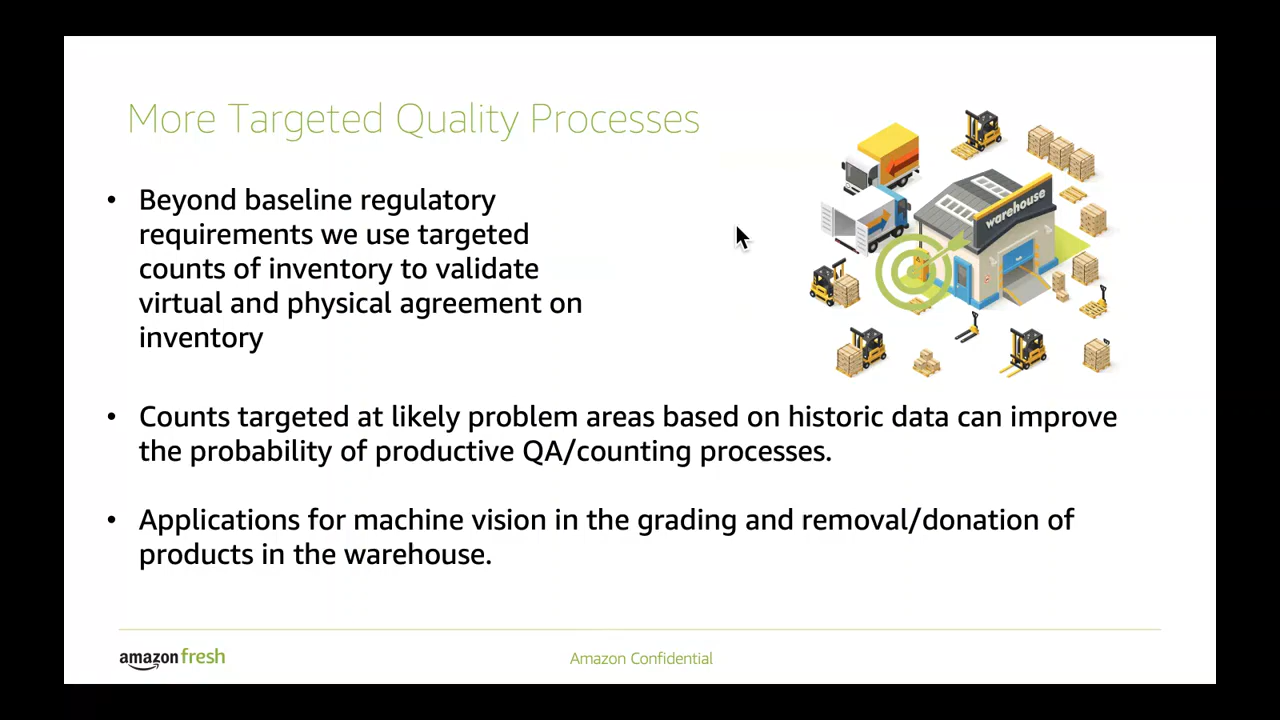 More Targeted Quality Processes
warehouse
• Beyond baseline regulatory
requirements we use targeted
counts of inventory to validate
virtual and physical agreement on
inventory
• Counts targeted at likely problem areas based on historic data can improve
the probability of productive QA/counting processes.
• Applications for machine vision in the grading and removal/donation of
products in the warehouse.
amazon fresh
Amazon Confidential